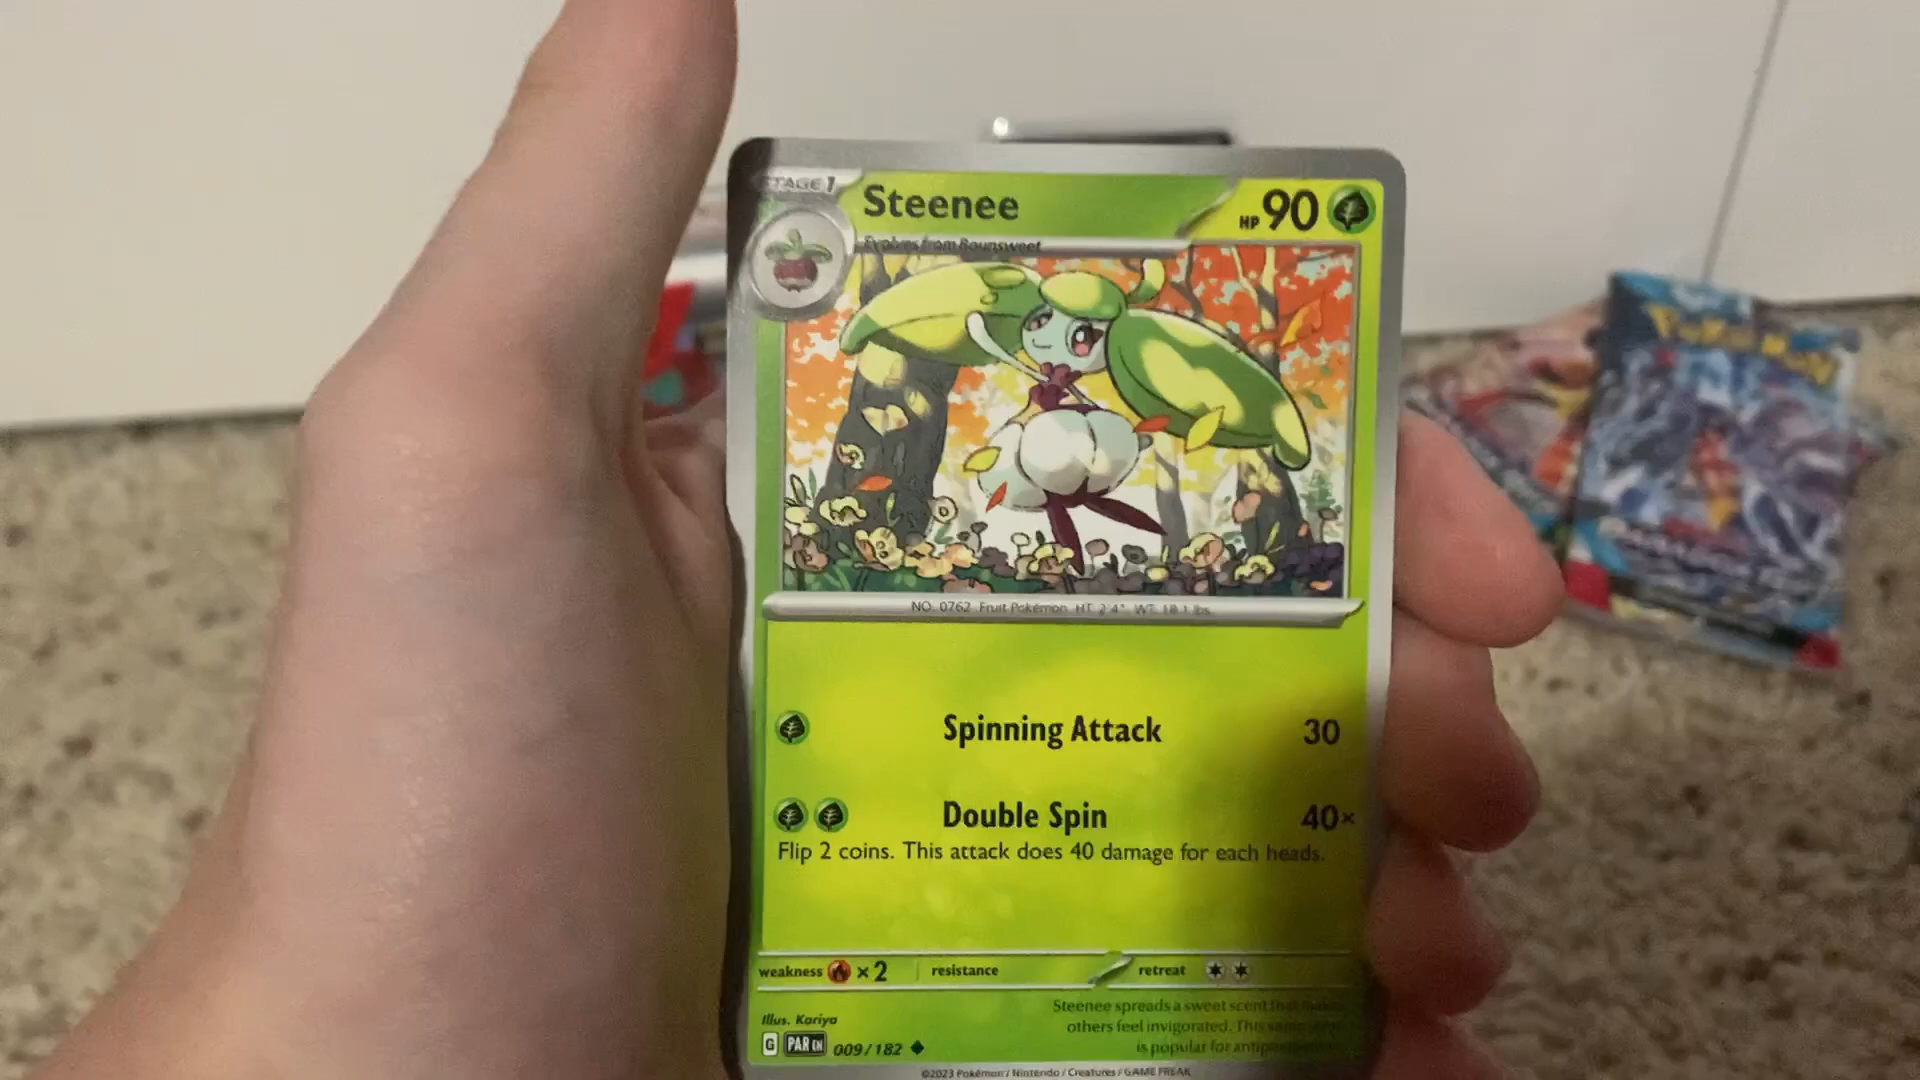 STAGE 1
Steenee
HP 90
Evolves from Bounsweet
NO. 0762 Fruit Pokémon HT: 2'4" WT: 18.1 lbs.
Spinning Attack 30
Double Spin 40×
Flip 2 coins. This attack does 40 damage for each heads.
weakness ×2 resistance retreat
Steenee spreads a sweet scent that makes
others feel invigorated. This same
is popular for
Illus. Kariya
G PAR EN 009/182
©2023 Pokémon / Nintendo / Creatures / GAME FREAK
POKéMON